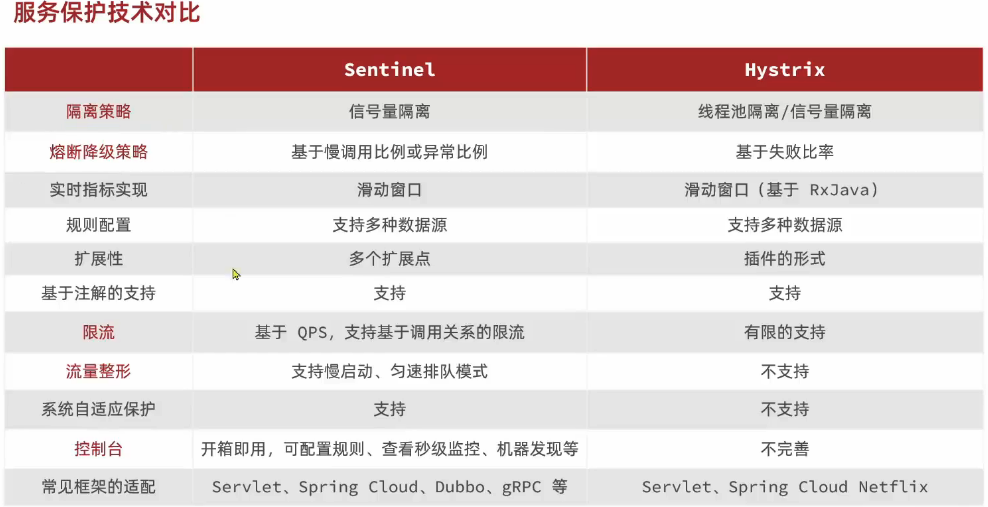 服务保护技术对比
Sentinel Hystrix
隔离策略 信号量隔离 线程池隔离/信号量隔离
熔断降级策略 基于慢调用比例或异常比例 基于失败比率
实时指标实现 滑动窗口 滑动窗口（基于 RxJava）
规则配置 支持多种数据源 支持多种数据源
扩展性 多个扩展点 插件的形式
基于注解的支持 支持 支持
限流 基于 QPS，支持基于调用关系的限流 有限的支持
流量整形 支持慢启动、匀速排队模式 不支持
系统自适应保护 支持 不支持
控制台 开箱即用，可配置规则、查看秒级监控、机器发现等 不完善
常见框架的适配 Servlet、Spring Cloud、Dubbo、gRPC 等 Servlet、Spring Cloud Netflix